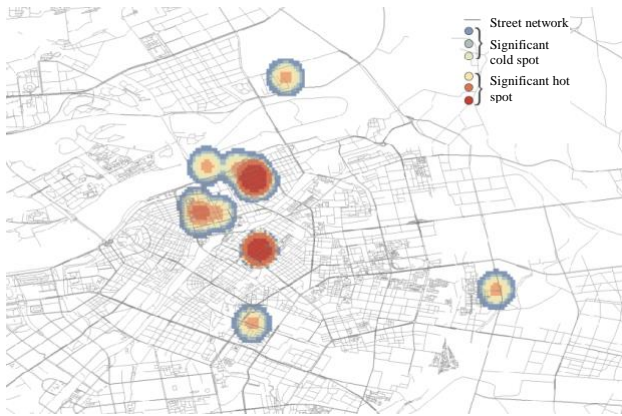 Street network
Significant
cold spot
Significant hot
spot